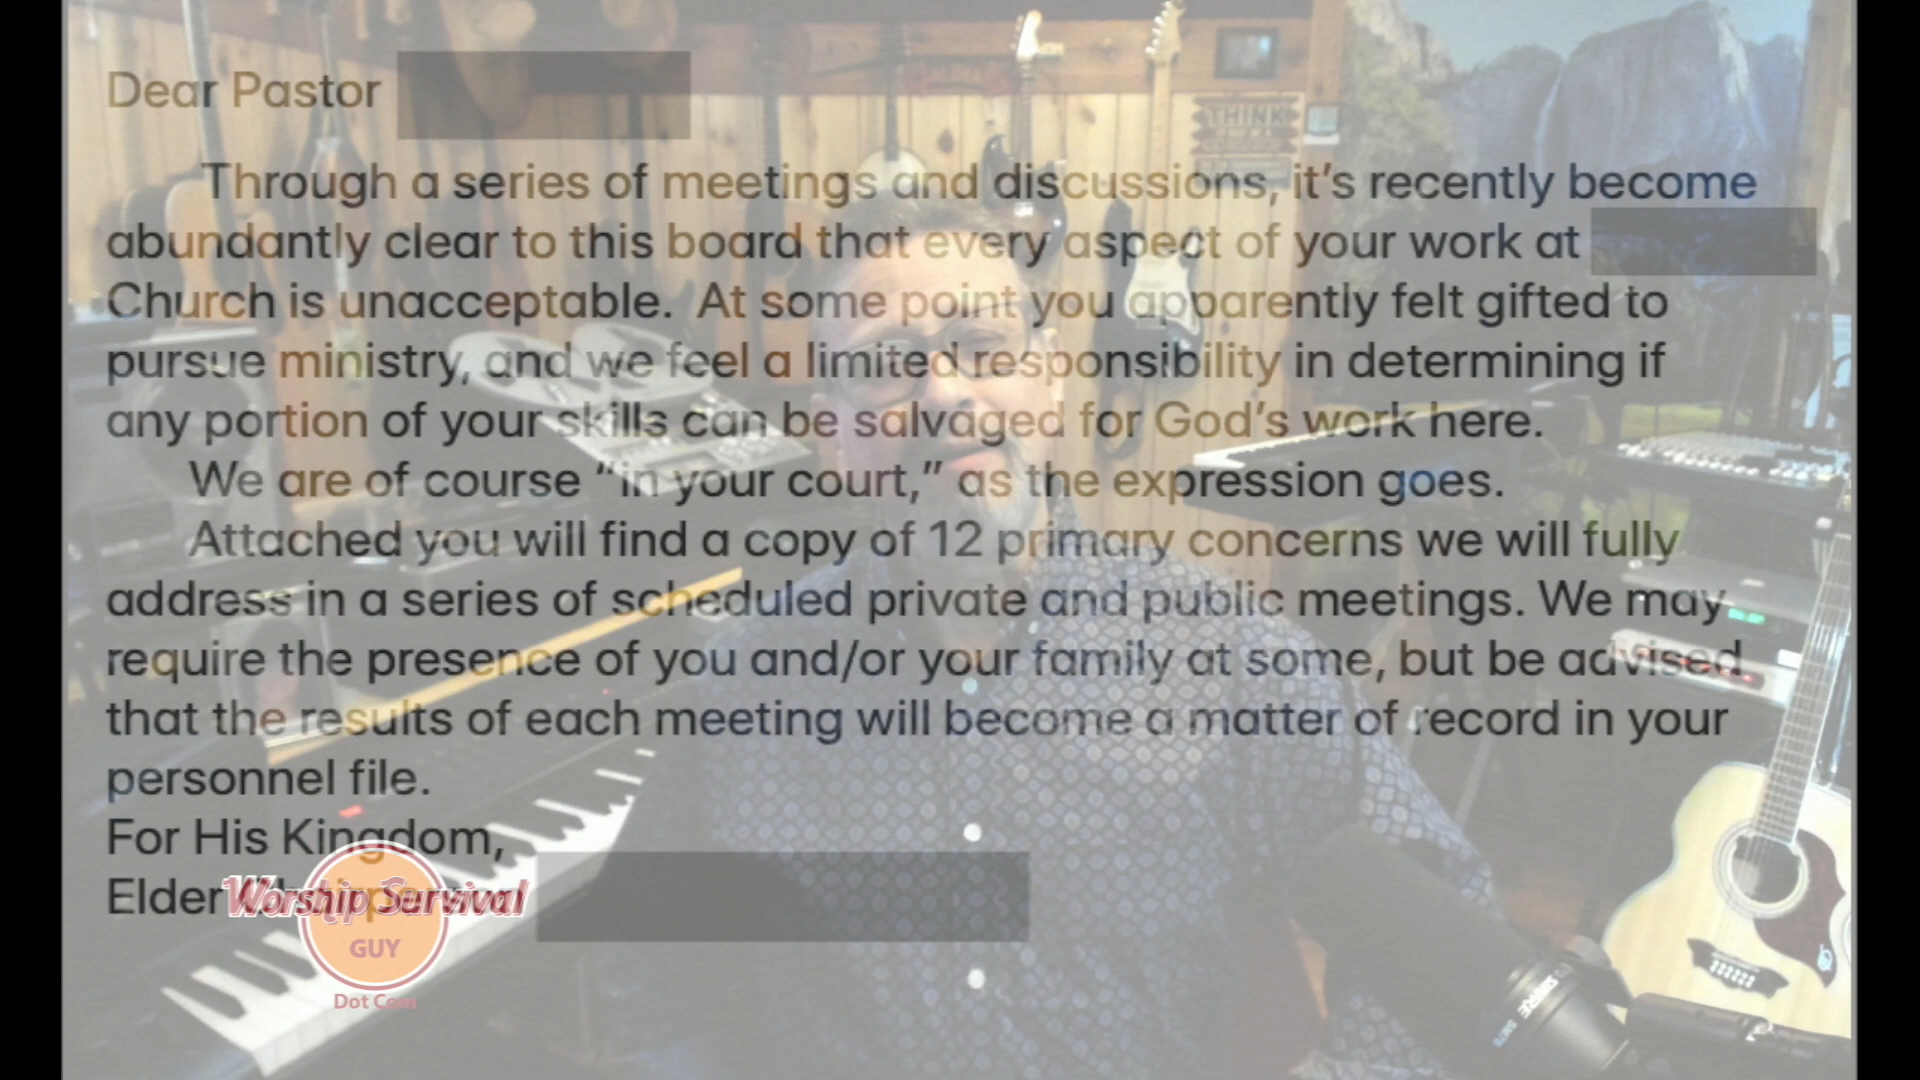 Dear Pastor
Through a series of meetings and discussions, it's recently become
abundantly clear to this board that every aspect of your work at
Church is unacceptable. At some point you apparently felt gifted to
pursue ministry, and we feel a limited responsibility in determining if
any portion of your skills can be salvaged for God's work here.
We are of course “in your court,” as the expression goes.
Attached you will find a copy of 12 primary concerns we will fully
address in a series of scheduled private and public meetings. We may
require the presence of you and/or your family at some, but be advised
that the results of each meeting will become a matter of record in your
personnel file.
For His Kingdom,
Elder
Worship Survival
GUY
Dot Com
THINK
SHURE